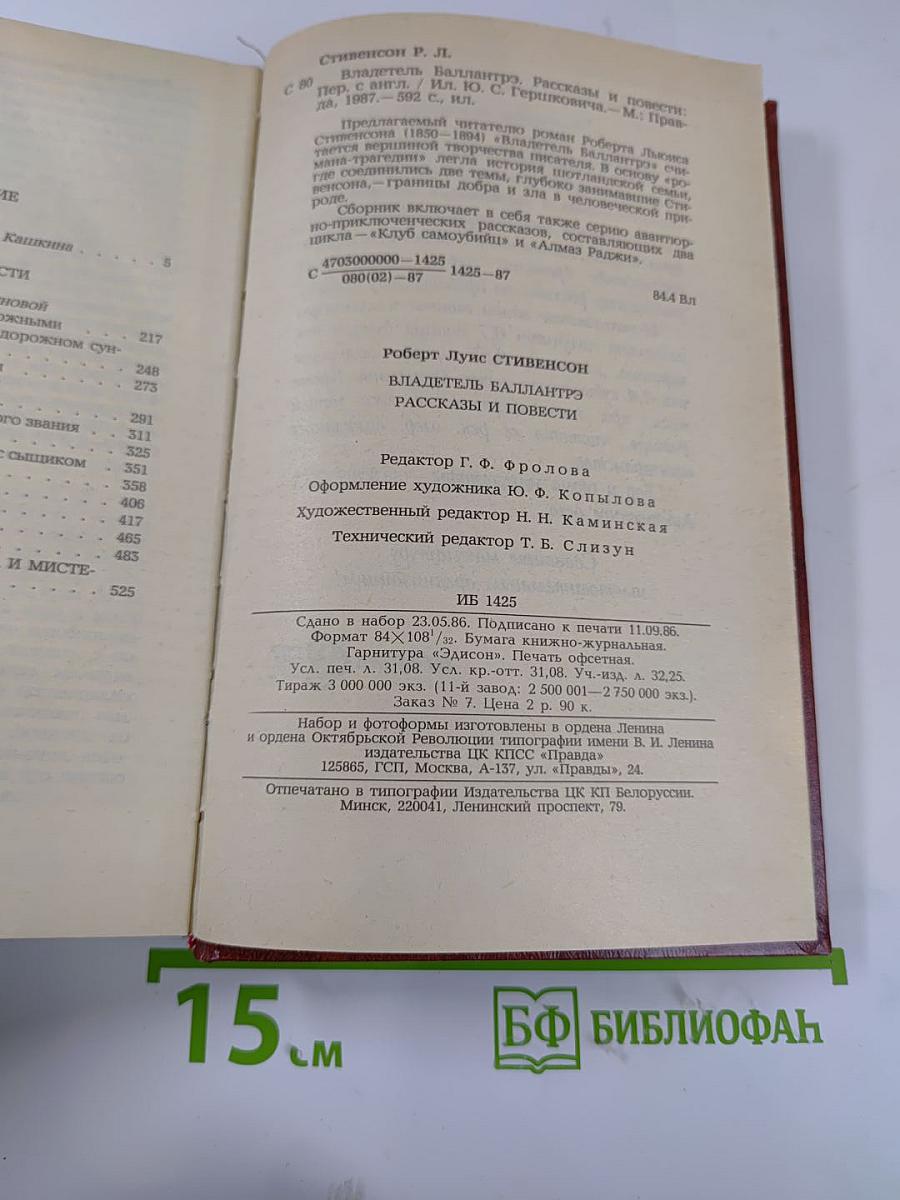 ИЕ
Кашкина . . . . . 5
СТИ
новой
ожными . . . 217
дорожном сун-
. . . . . 248
. . . . . 273
. . . . . 291
ого звания . . 311
. . . . . 325
с сыщиком . 351
. . . . . 358
. . . . . 406
. . . . . 417
. . . . . 465
. . . . . 483
И МИСТЕ-
. . . . . 525
Стивенсон Р. Л.
С 80 Владетель Баллантрэ. Рассказы и повести:
Пер. с англ. / Ил. Ю. С. Гершковича.— М.: Прав-
да, 1987.— 592 с., ил.
Предлагаемый читателю роман Роберта Льюиса
Стивенсона (1850—1894) «Владетель Баллантрэ» счи-
тается вершиной творчества писателя. В основу «ро-
мана-трагедии» легла история шотландской семьи,
где соединились две темы, глубоко занимавшие Сти-
венсона,— границы добра и зла в человеческой при-
роде.
Сборник включает в себя также серию авантюр-
но-приключенческих рассказов, составляющих два
цикла — «Клуб самоубийц» и «Алмаз Раджи».
С 4703000000—1425 / 080(02)—87 1425—87
84.4 Вл
Роберт Луис СТИВЕНСОН
ВЛАДЕТЕЛЬ БАЛЛАНТРЭ
РАССКАЗЫ И ПОВЕСТИ
Редактор Г. Ф. Фролова
Оформление художника Ю. Ф. Копылова
Художественный редактор Н. Н. Каминская
Технический редактор Т. Б. Слизун
ИБ 1425
Сдано в набор 23.05.86. Подписано к печати 11.09.86.
Формат 84×108¹/₃₂. Бумага книжно-журнальная.
Гарнитура «Эдисон». Печать офсетная.
Усл. печ. л. 31,08. Усл. кр.-отт. 31,08. Уч.-изд. л. 32,25.
Тираж 3 000 000 экз. (11-й завод: 2 500 001—2 750 000 экз.).
Заказ № 7. Цена 2 р. 90 к.
Набор и фотоформы изготовлены в ордена Ленина
и ордена Октябрьской Революции типографии имени В. И. Ленина
издательства ЦК КПСС «Правда»
125865, ГСП, Москва, А-137, ул. «Правды», 24.
Отпечатано в типографии Издательства ЦК КП Белоруссии.
Минск, 220041, Ленинский проспект, 79.
15 см
БФ БИБЛИОФАН